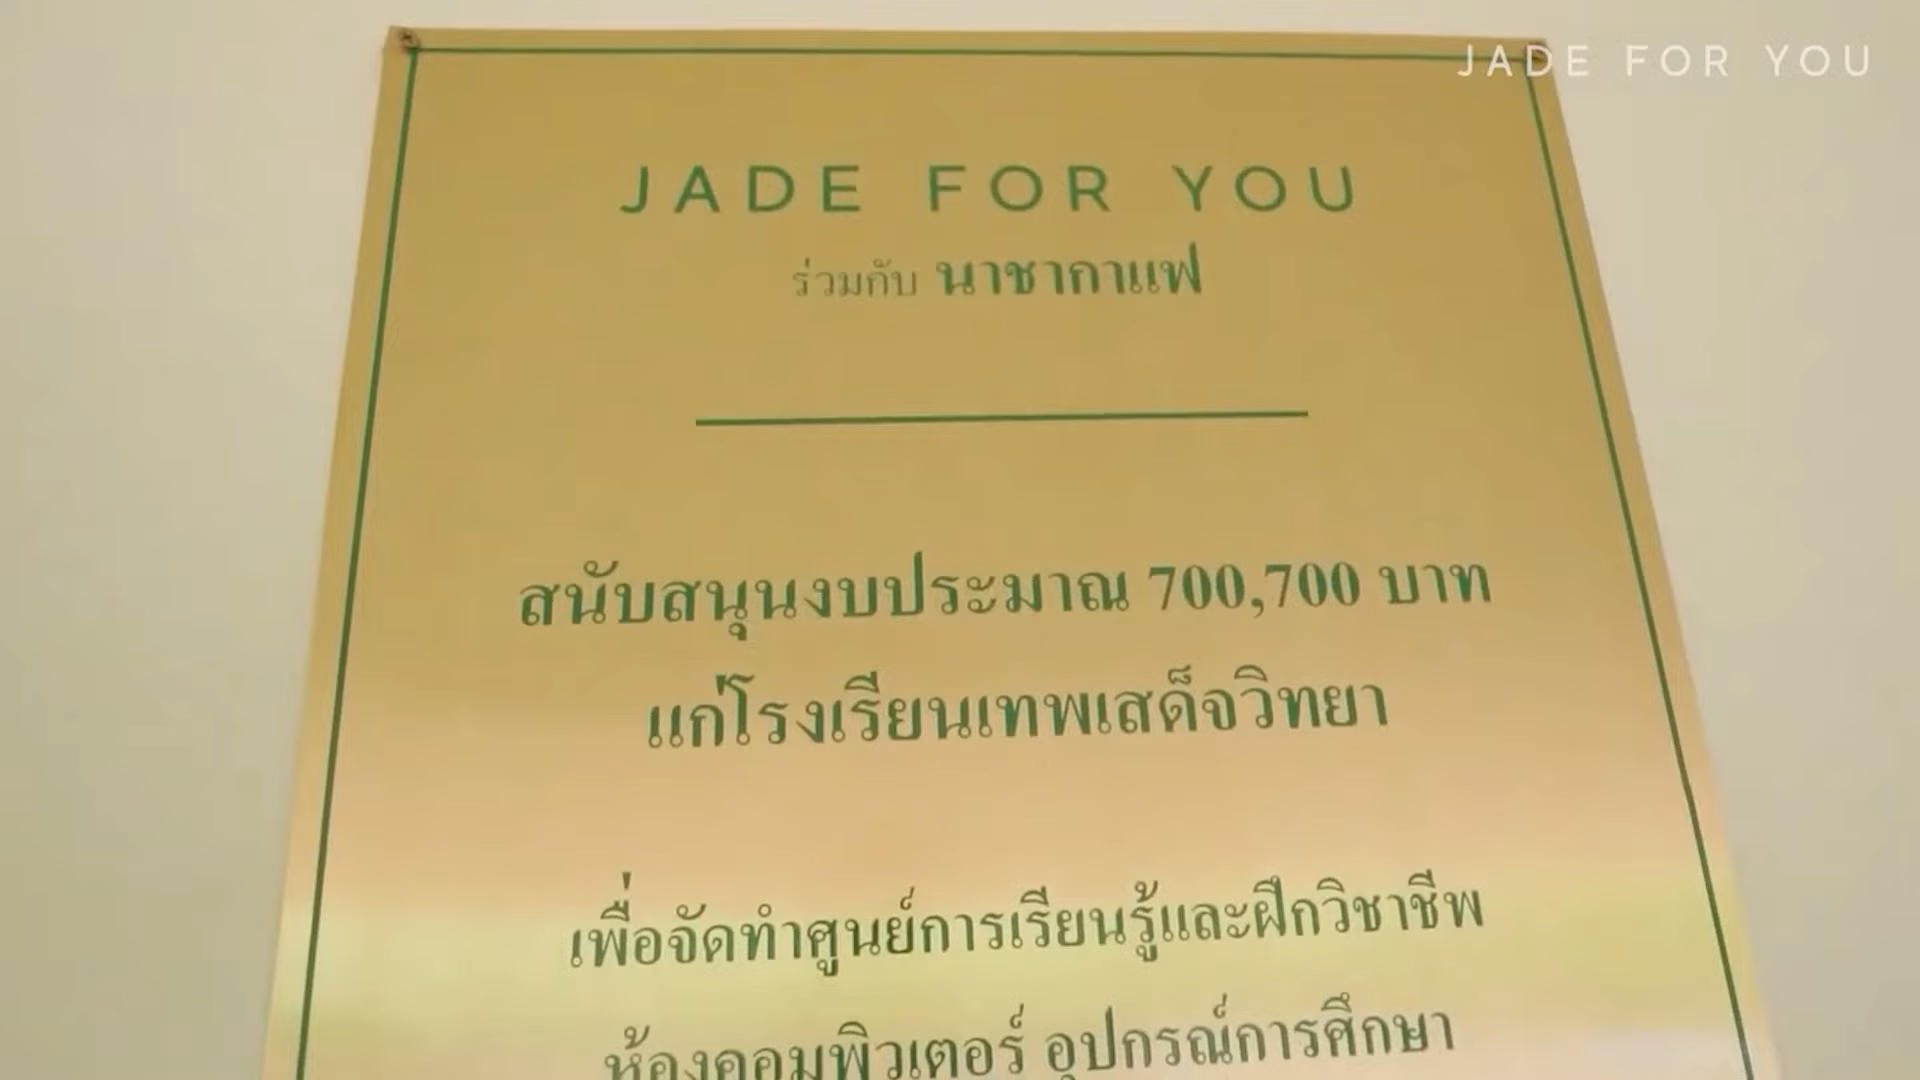 JADE FOR YOU
JADE FOR YOU
ร่วมกับ นาชากาแฟ
สนับสนุนงบประมาณ 700,700 บาท
แก่โรงเรียนเทพเสด็จวิทยา
เพื่อจัดทำศูนย์การเรียนรู้และฝึกวิชาชีพ
ห้องคอมพิวเตอร์ อุปกรณ์การศึกษา